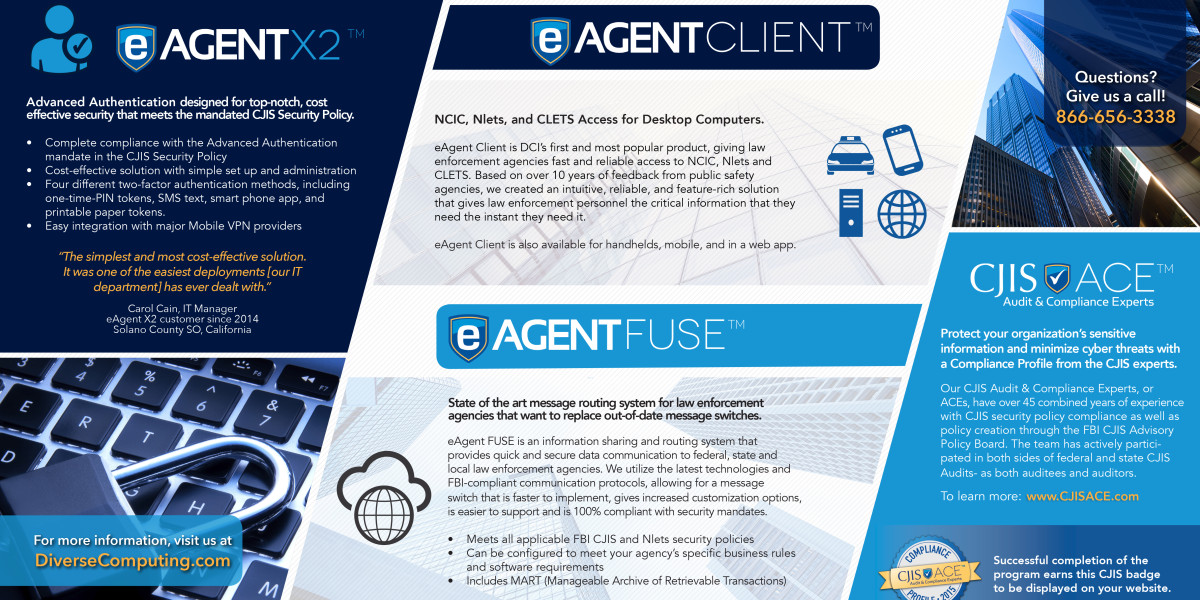 e AGENTX2™
Advanced Authentication designed for top-notch, cost
effective security that meets the mandated CJIS Security Policy.
• Complete compliance with the Advanced Authentication
mandate in the CJIS Security Policy
• Cost-effective solution with simple set up and administration
• Four different two-factor authentication methods, including
one-time-PIN tokens, SMS text, smart phone app, and
printable paper tokens.
• Easy integration with major Mobile VPN providers
“The simplest and most cost-effective solution.
It was one of the easiest deployments [our IT
department] has ever dealt with.”
Carol Cain, IT Manager
eAgent X2 customer since 2014
Solano County SO, California
3
$
4
%
5
^
6
&
7
E
R
T
D
H
M
For more information, visit us at
DiverseComputing.com
e AGENTCLIENT™
NCIC, Nlets, and CLETS Access for Desktop Computers.
eAgent Client is DCI’s first and most popular product, giving law
enforcement agencies fast and reliable access to NCIC, Nlets and
CLETS. Based on over 10 years of feedback from public safety
agencies, we created an intuitive, reliable, and feature-rich solution
that gives law enforcement personnel the critical information that they
need the instant they need it.
eAgent Client is also available for handhelds, mobile, and in a web app.
e AGENTFUSE™
State of the art message routing system for law enforcement
agencies that want to replace out-of-date message switches.
eAgent FUSE is an information sharing and routing system that
provides quick and secure data communication to federal, state and
local law enforcement agencies. We utilize the latest technologies and
FBI-compliant communication protocols, allowing for a message
switch that is faster to implement, gives increased customization options,
is easier to support and is 100% compliant with security mandates.
• Meets all applicable FBI CJIS and Nlets security policies
• Can be configured to meet your agency’s specific business rules
and software requirements
• Includes MART (Manageable Archive of Retrievable Transactions)
Questions?
Give us a call!
866-656-3338
CJIS ACE™
Audit & Compliance Experts
Protect your organization’s sensitive
information and minimize cyber threats with
a Compliance Profile from the CJIS experts.
Our CJIS Audit & Compliance Experts, or
ACEs, have over 45 combined years of experience
with CJIS security policy compliance as well as
policy creation through the FBI CJIS Advisory
Policy Board. The team has actively partici-
pated in both sides of federal and state CJIS
Audits- as both auditees and auditors.
To learn more: www.CJISACE.com
COMPLIANCE
CJIS ACE
Audit & Compliance Experts
PROFILE • 2015
Successful completion of the
program earns this CJIS badge
to be displayed on your website.